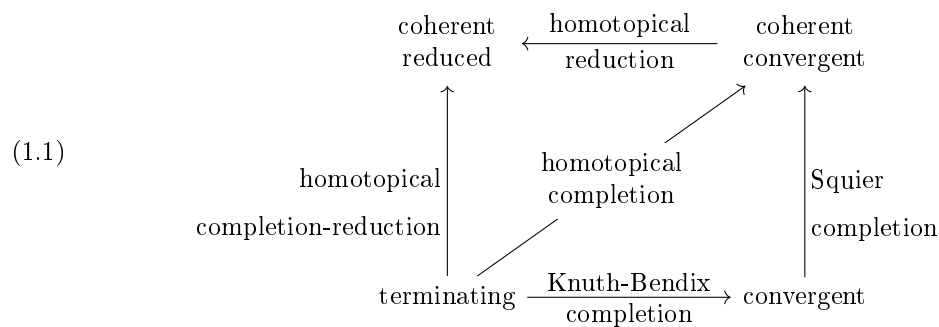 coherent
reduced
homotopical
reduction
coherent
convergent
(1.1)
homotopical
completion-reduction
homotopical
completion
Squier
completion
terminating
Knuth-Bendix
completion
convergent